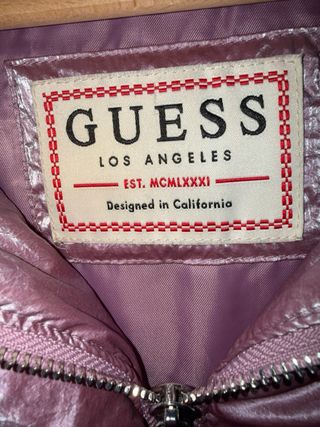 GUESS
LOS ANGELES
EST. MCMLXXXI
Designed in California